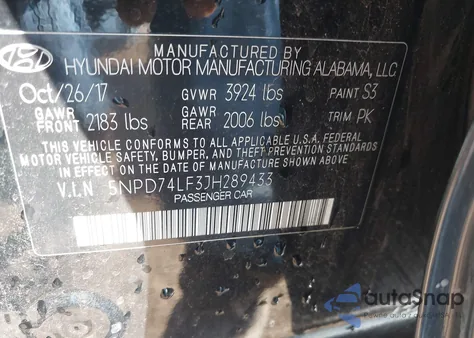 MANUFACTURED BY
HYUNDAI MOTOR MANUFACTURING ALABAMA, LLC
Oct/26/17 GVWR 3924 lbs PAINT S3
GAWR FRONT 2183 lbs GAWR REAR 2006 lbs TRIM PK
THIS VEHICLE CONFORMS TO ALL APPLICABLE U.S.A. FEDERAL
MOTOR VEHICLE SAFETY, BUMPER, AND THEFT PREVENTION STANDARDS
IN EFFECT ON THE DATE OF MANUFACTURE SHOWN ABOVE.
V.I.N 5NPD74LF3JH289433
PASSENGER CAR
autoSnap